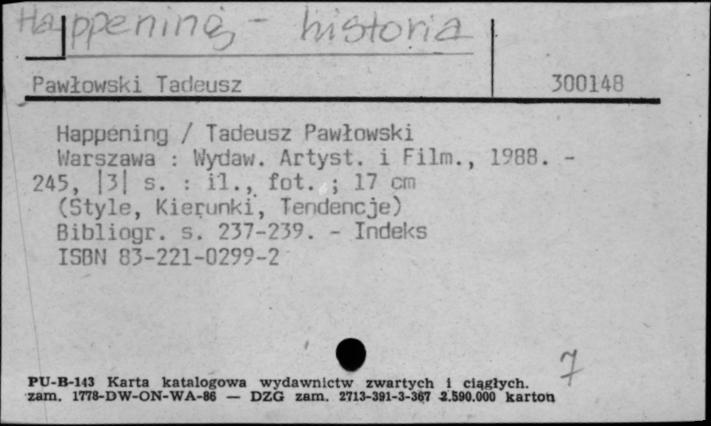 Happening - historia
Pawłowski Tadeusz 300148
Happening / Tadeusz Pawłowski
Warszawa : Wydaw. Artyst. i Film., 1988. -
245, |3| s. : il., fot. ; 17 cm
(Style, Kierunki, Tendencje)
Bibliogr. s. 237-239. - Indeks
ISBN 83-221-0299-2
7
PU-B-143 Karta katalogowa wydawnictw zwartych i ciągłych.
zam. 1778-DW-ON-WA-86 — DZG zam. 2713-391-3-367 2.590.000 karton